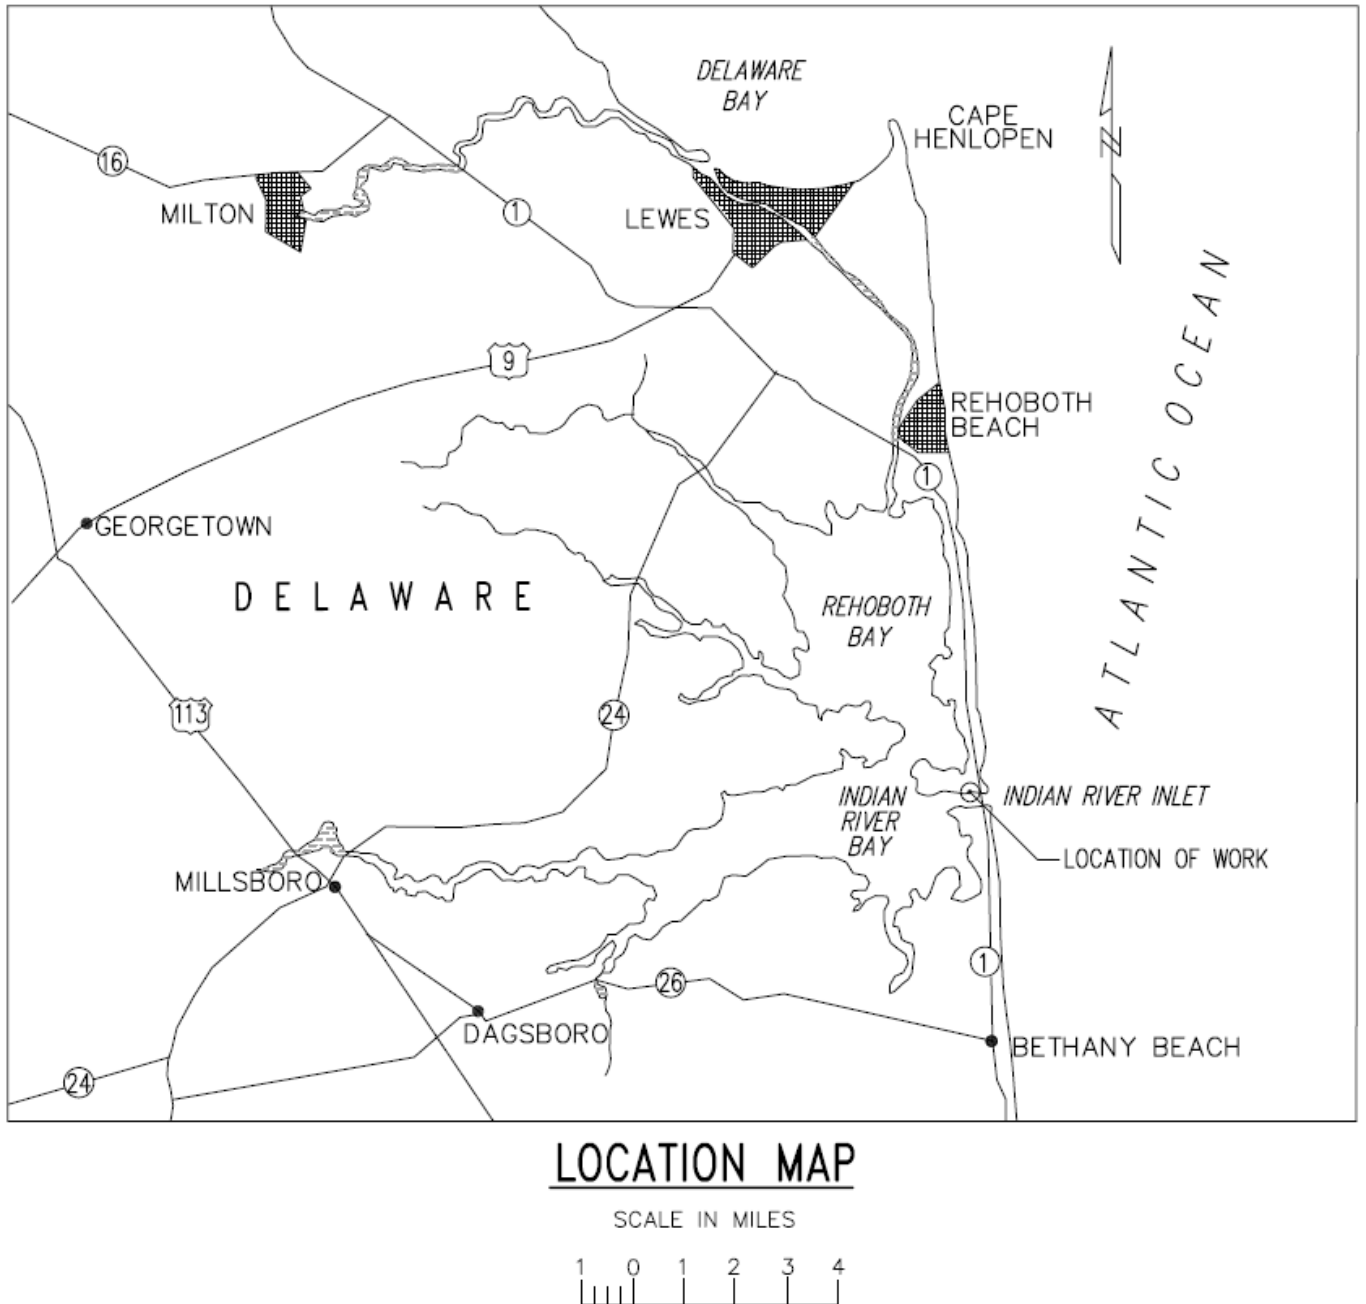 DELAWARE
BAY
CAPE
HENLOPEN
N
16
MILTON
1
LEWES
9
ATLANTIC OCEAN
REHOBOTH
BEACH
1
GEORGETOWN
DELAWARE
REHOBOTH
BAY
113
24
INDIAN
RIVER
BAY
INDIAN RIVER INLET
LOCATION OF WORK
MILLSBORO
1
26
DAGSBORO
BETHANY BEACH
24
LOCATION MAP
SCALE IN MILES
1 0 1 2 3 4